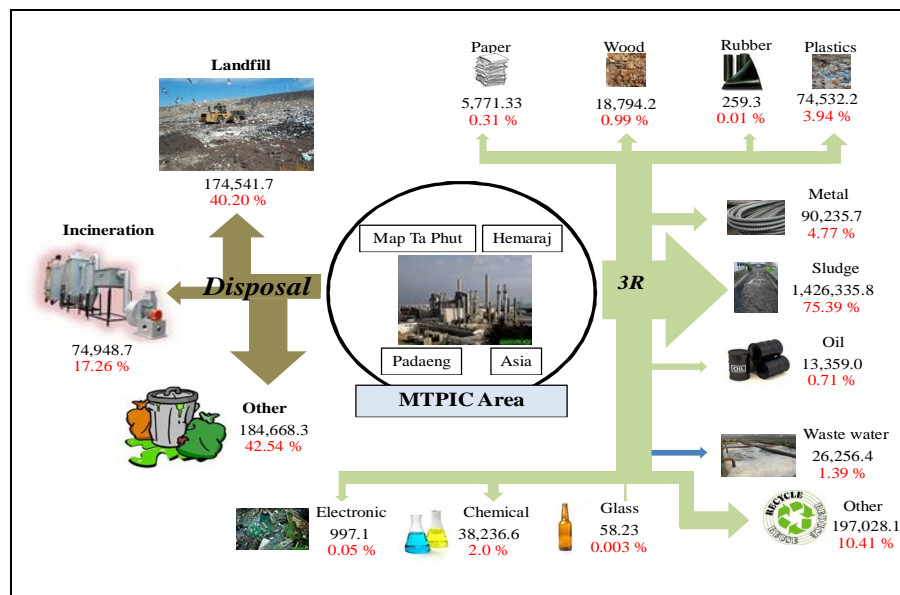 Landfill
174,541.7
40.20 %
Incineration
74,948.7
17.26 %
Disposal
Other
184,668.3
42.54 %
Map Ta Phut
Hemaraj
Padaeng
Asia
MTPIC Area
3R
Paper
5,771.33
0.31 %
Wood
18,794.2
0.99 %
Rubber
259.3
0.01 %
Plastics
74,532.2
3.94 %
Metal
90,235.7
4.77 %
Sludge
1,426,335.8
75.39 %
Oil
13,359.0
0.71 %
OIL
Waste water
26,256.4
1.39 %
Other
197,028.1
10.41 %
RECYCLE
REDUCE
REUSE
Glass
58.23
0.003 %
Chemical
38,236.6
2.0 %
Electronic
997.1
0.05 %